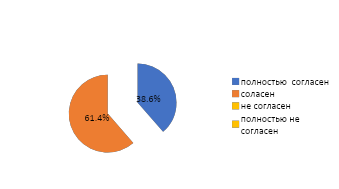 38.6%
61.4%
полностью согласен
соласен
не согласен
полностью не
согласен